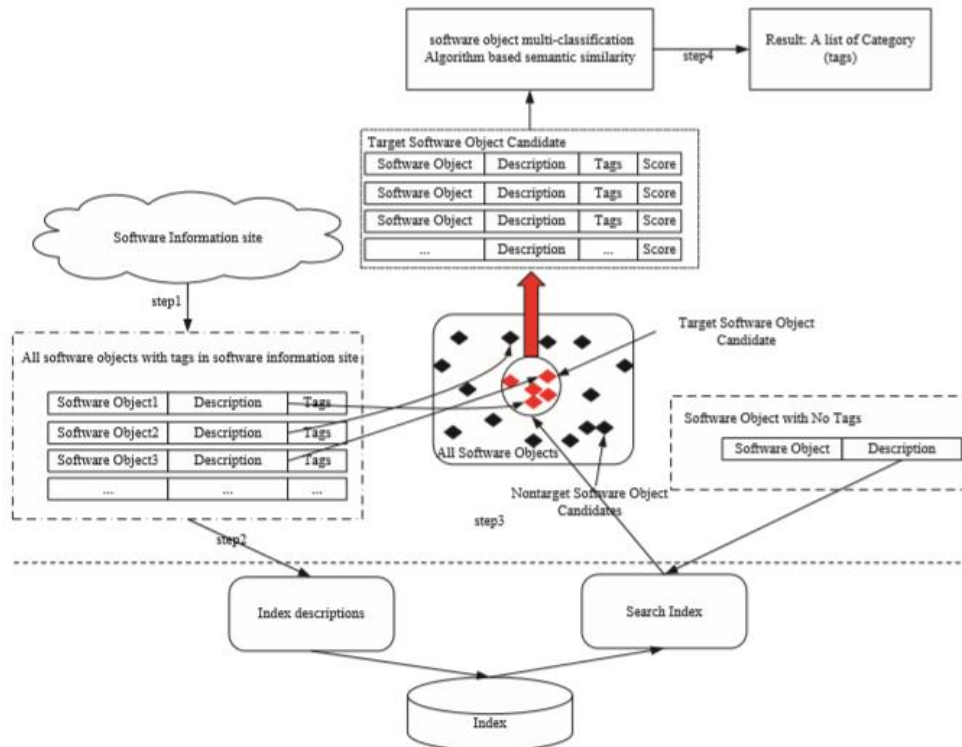 software object multi-classification
Algorithm based semantic similarity
step4
Result: A list of Category
(tags)
Target Software Object Candidate
Software Object Description Tags Score
Software Object Description Tags Score
Software Object Description Tags Score
... Description ... Score
Software Information site
step1
All software objects with tags in software information site
Software Object1 Description Tags
Software Object2 Description Tags
Software Object3 Description Tags
... ... ...
Target Software Object
Candidate
All Software Objects
Nontarget Software Object
Candidates
Software Object with No Tags
Software Object Description
step3
step2
Index descriptions
Search Index
Index